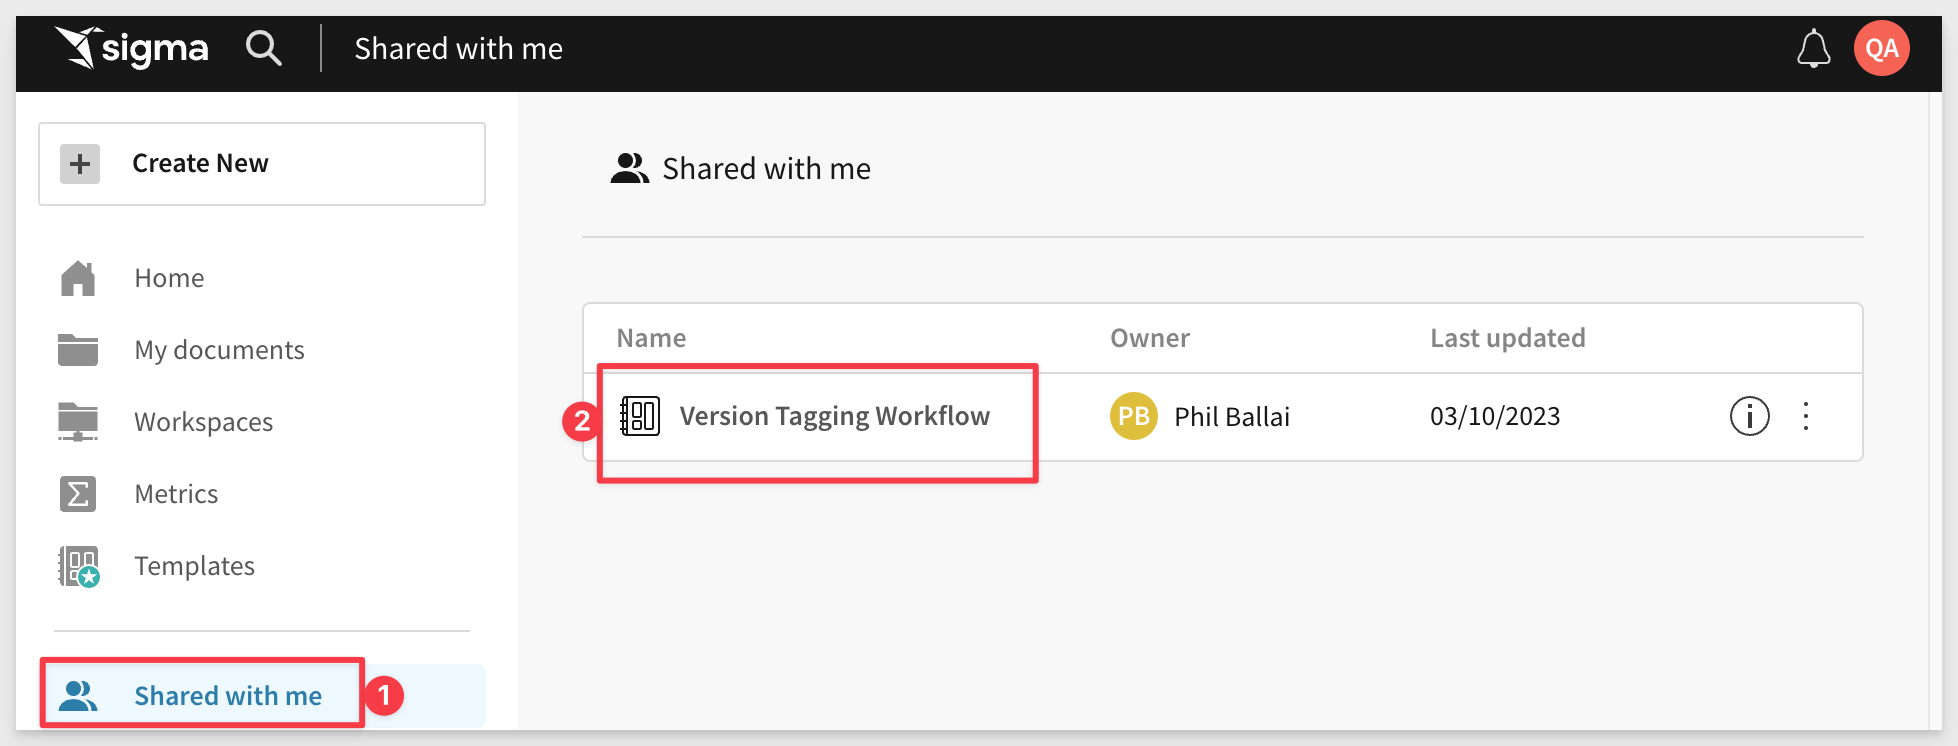 sigma
Shared with me
QA
Create New
Home
My documents
Workspaces
Metrics
Templates
Shared with me
1
Shared with me
Name Owner Last updated
2 Version Tagging Workflow PB Phil Ballai 03/10/2023